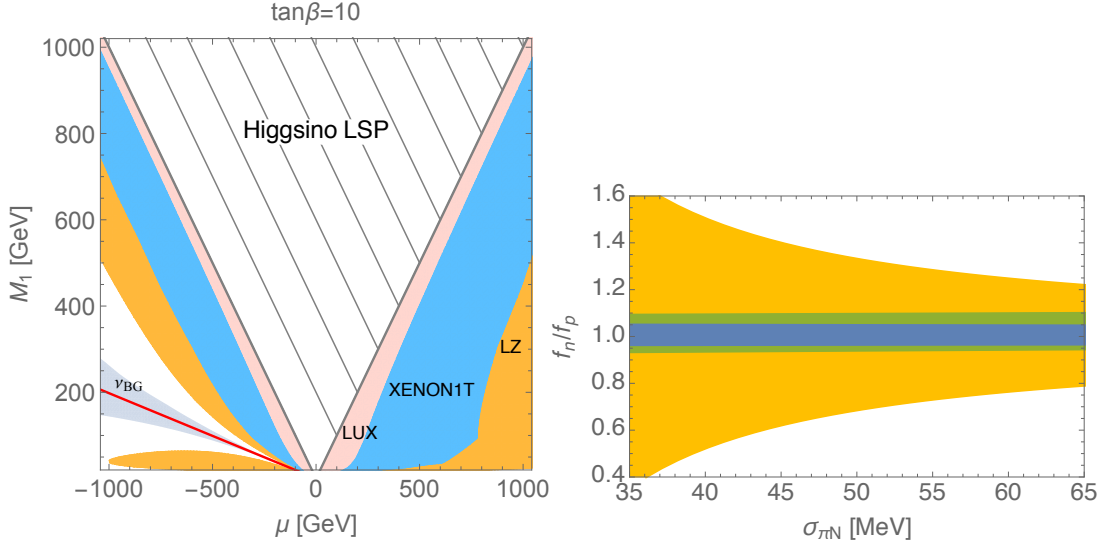 tanβ=10
1000
800
600
400
200
M₁ [GeV]
Higgsino LSP
LZ
XENON1T
LUX
νBG
−1000
−500
0
500
1000
μ [GeV]
1.6
1.4
1.2
1.0
0.8
0.6
0.4
fₙ/fₚ
35
40
45
50
55
60
65
σπN [MeV]